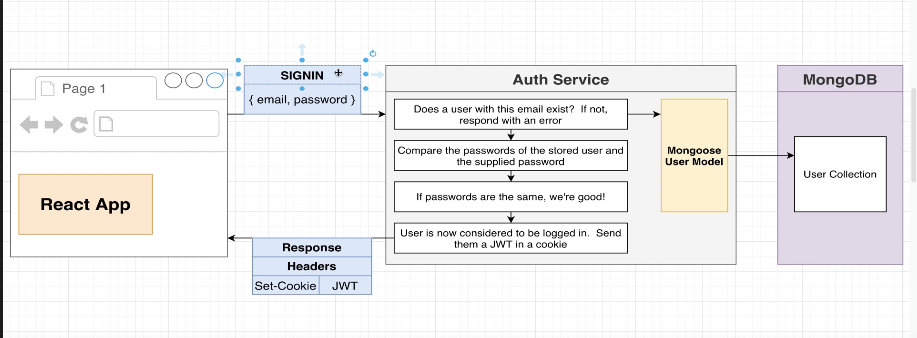 Page 1
React App
SIGNIN
{ email, password }
Response
Headers
Set-Cookie
JWT
Auth Service
Does a user with this email exist? If not,
respond with an error
Compare the passwords of the stored user and
the supplied password
If passwords are the same, we're good!
User is now considered to be logged in. Send
them a JWT in a cookie
Mongoose
User Model
MongoDB
User Collection